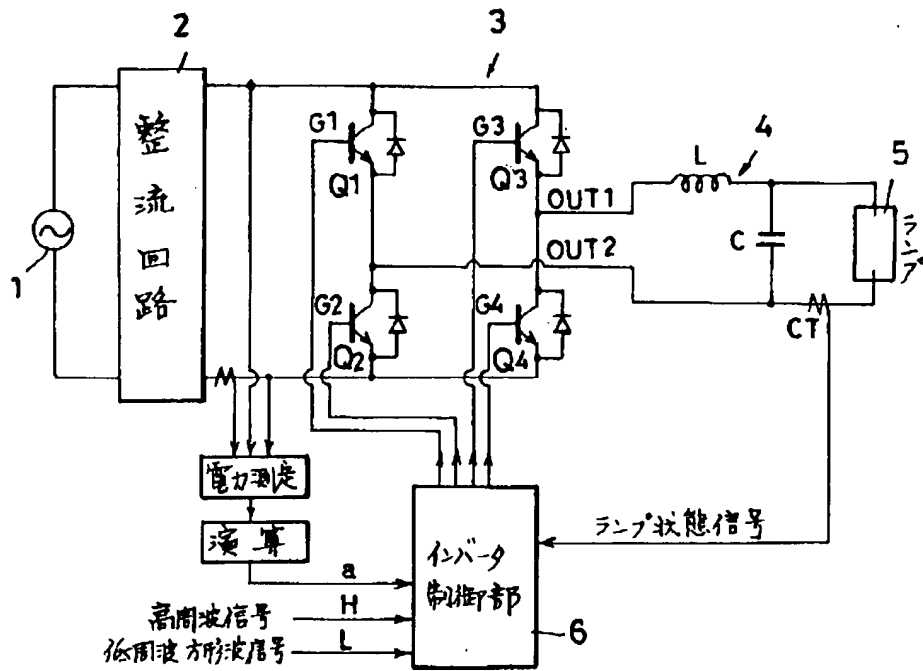 2
3
整流回路
G1
G3
L
4
5
Q1
Q3
OUT1
C
ランプ
1
OUT2
G2
G4
CT
Q2
Q4
電力測定
演算
インバータ
制御部
ランプ状態信号
a
高周波信号
H
低周波方形波信号
L
6